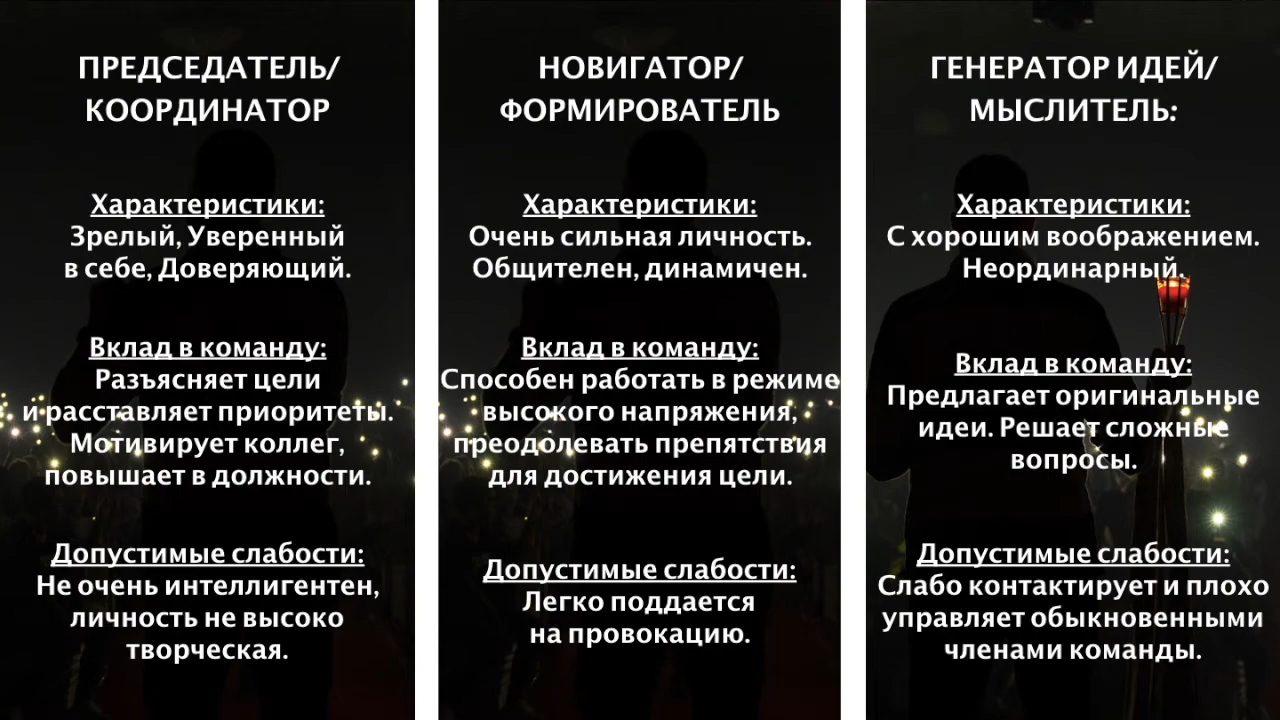 ПРЕДСЕДАТЕЛЬ/
КООРДИНАТОР
Характеристики:
Зрелый, Уверенный
в себе, Доверяющий.
Вклад в команду:
Разъясняет цели
и расставляет приоритеты.
Мотивирует коллег,
повышает в должности.
Допустимые слабости:
Не очень интеллигентен,
личность не высоко
творческая.
НОВИГАТОР/
ФОРМИРОВАТЕЛЬ
Характеристики:
Очень сильная личность.
Общителен, динамичен.
Вклад в команду:
Способен работать в режиме
высокого напряжения,
преодолевать препятствия
для достижения цели.
Допустимые слабости:
Легко поддается
на провокацию.
ГЕНЕРАТОР ИДЕЙ/
МЫСЛИТЕЛЬ:
Характеристики:
С хорошим воображением.
Неординарный.
Вклад в команду:
Предлагает оригинальные
идеи. Решает сложные
вопросы.
Допустимые слабости:
Слабо контактирует и плохо
управляет обыкновенными
членами команды.